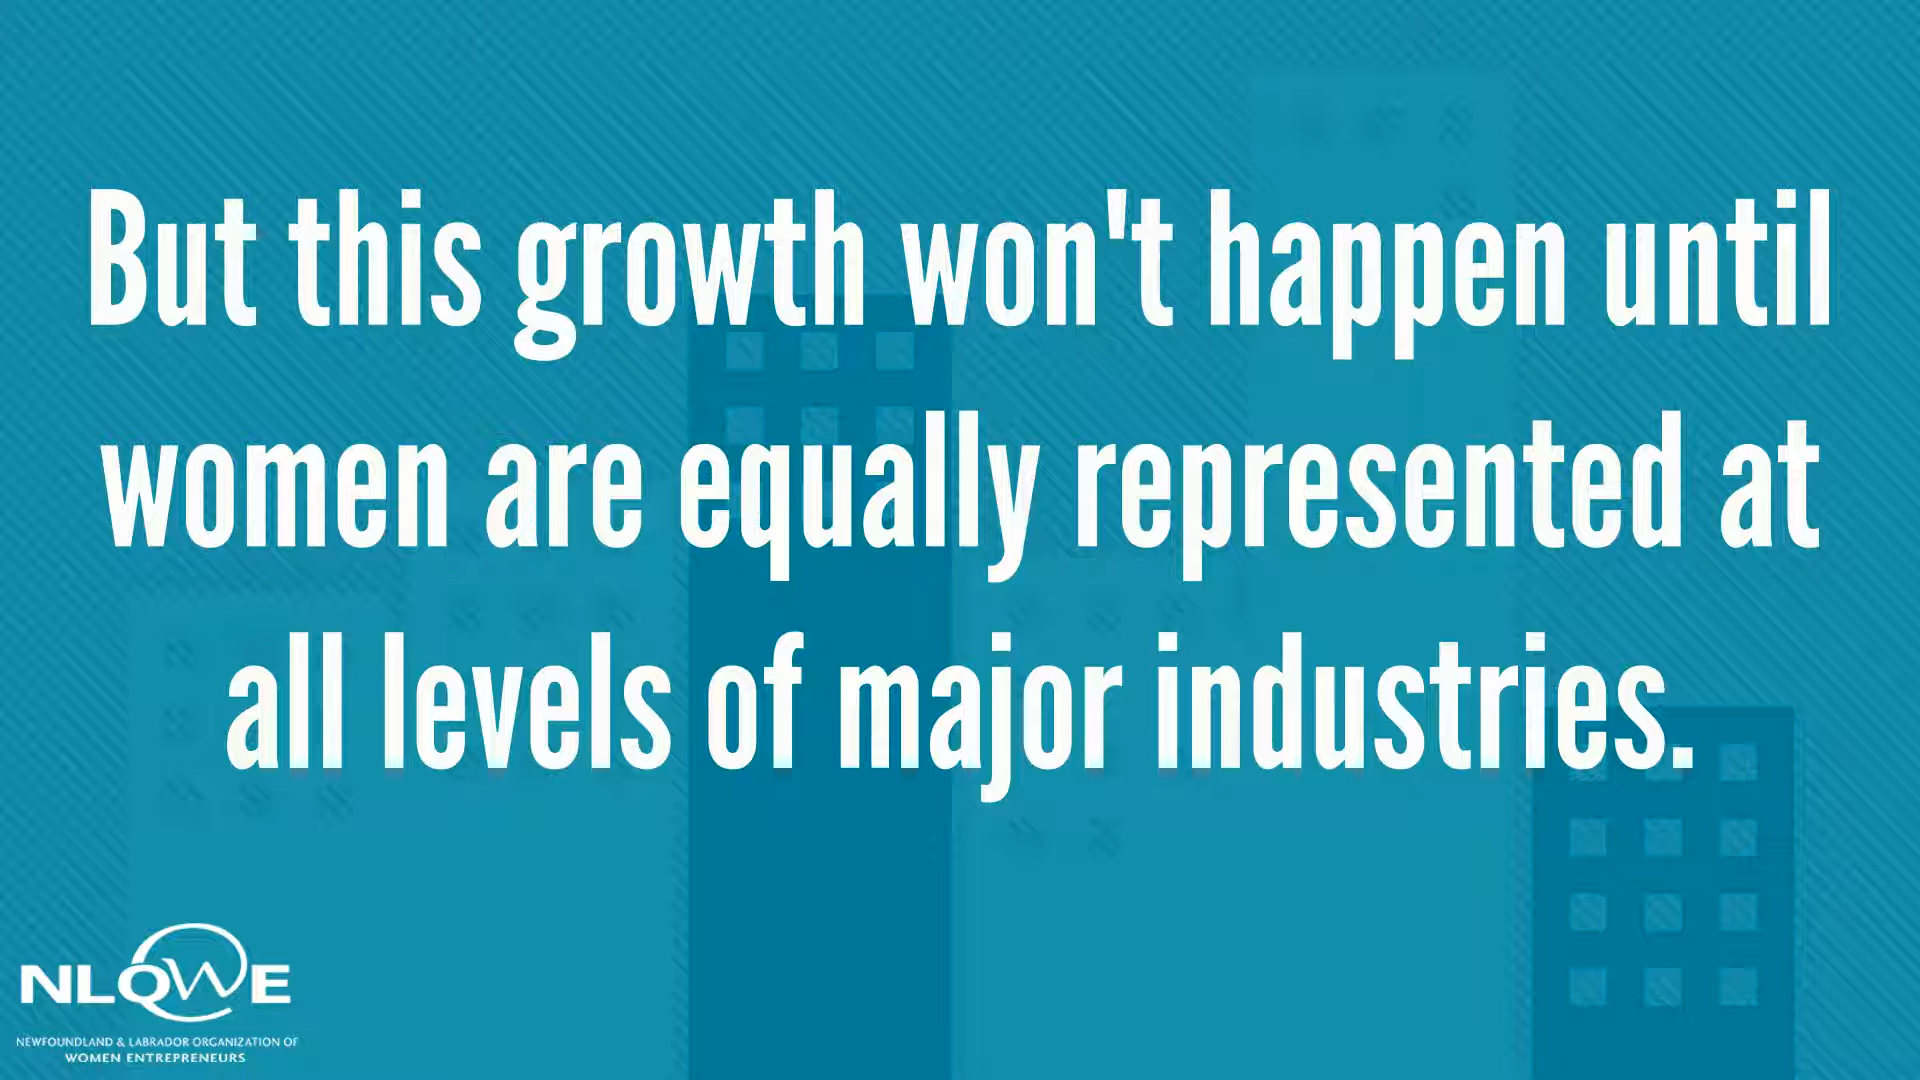 But this growth won't happen until
women are equally represented at
all levels of major industries.
NLOWE
NEWFOUNDLAND & LABRADOR ORGANIZATION OF
WOMEN ENTREPRENEURS